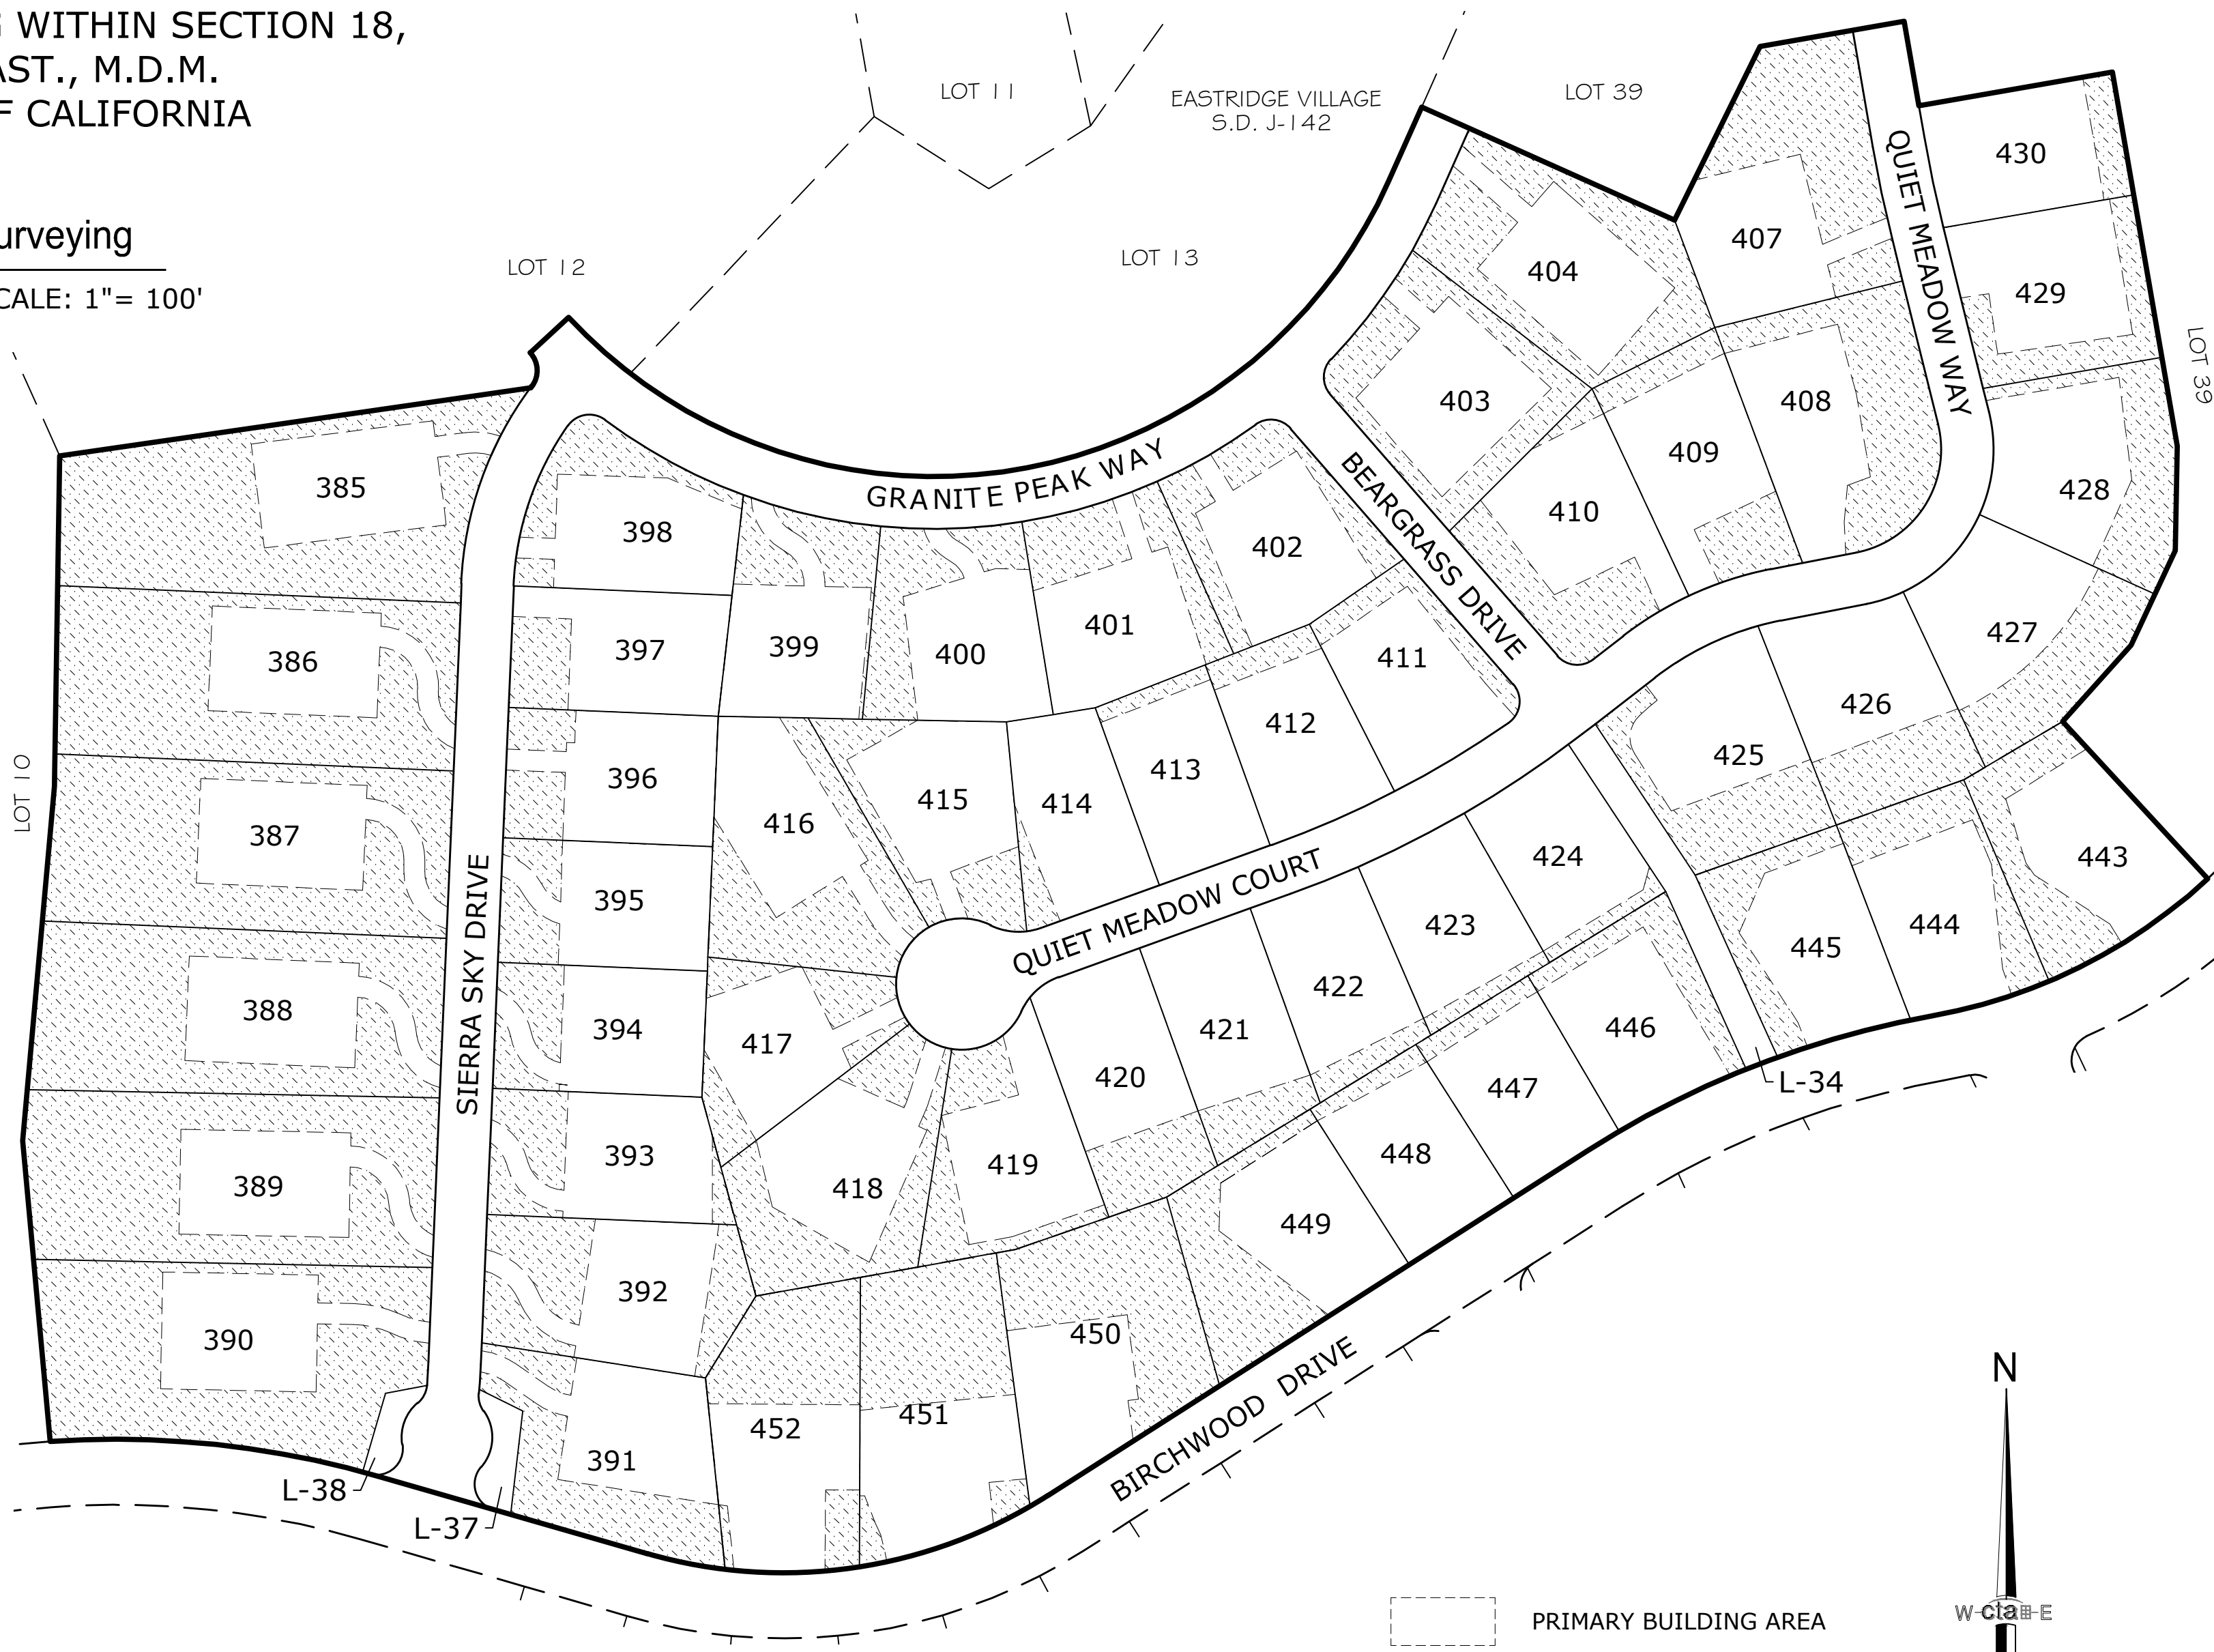 WITHIN SECTION 18,
AST., M.D.M.
F CALIFORNIA
urveying
CALE: 1"= 100'
LOT 11
EASTRIDGE VILLAGE
S.D. J-142
LOT 39
LOT 12
LOT 13
LOT 10
LOT 39
GRANITE PEAK WAY
BEARGRASS DRIVE
QUIET MEADOW WAY
SIERRA SKY DRIVE
QUIET MEADOW COURT
BIRCHWOOD DRIVE
385
386
387
388
389
390
391
392
393
394
395
396
397
398
399
400
401
402
403
404
407
408
409
410
411
412
413
414
415
416
417
418
419
420
421
422
423
424
425
426
427
428
429
430
443
444
445
446
447
448
449
450
451
452
L-34
L-37
L-38
N
W cta E
PRIMARY BUILDING AREA